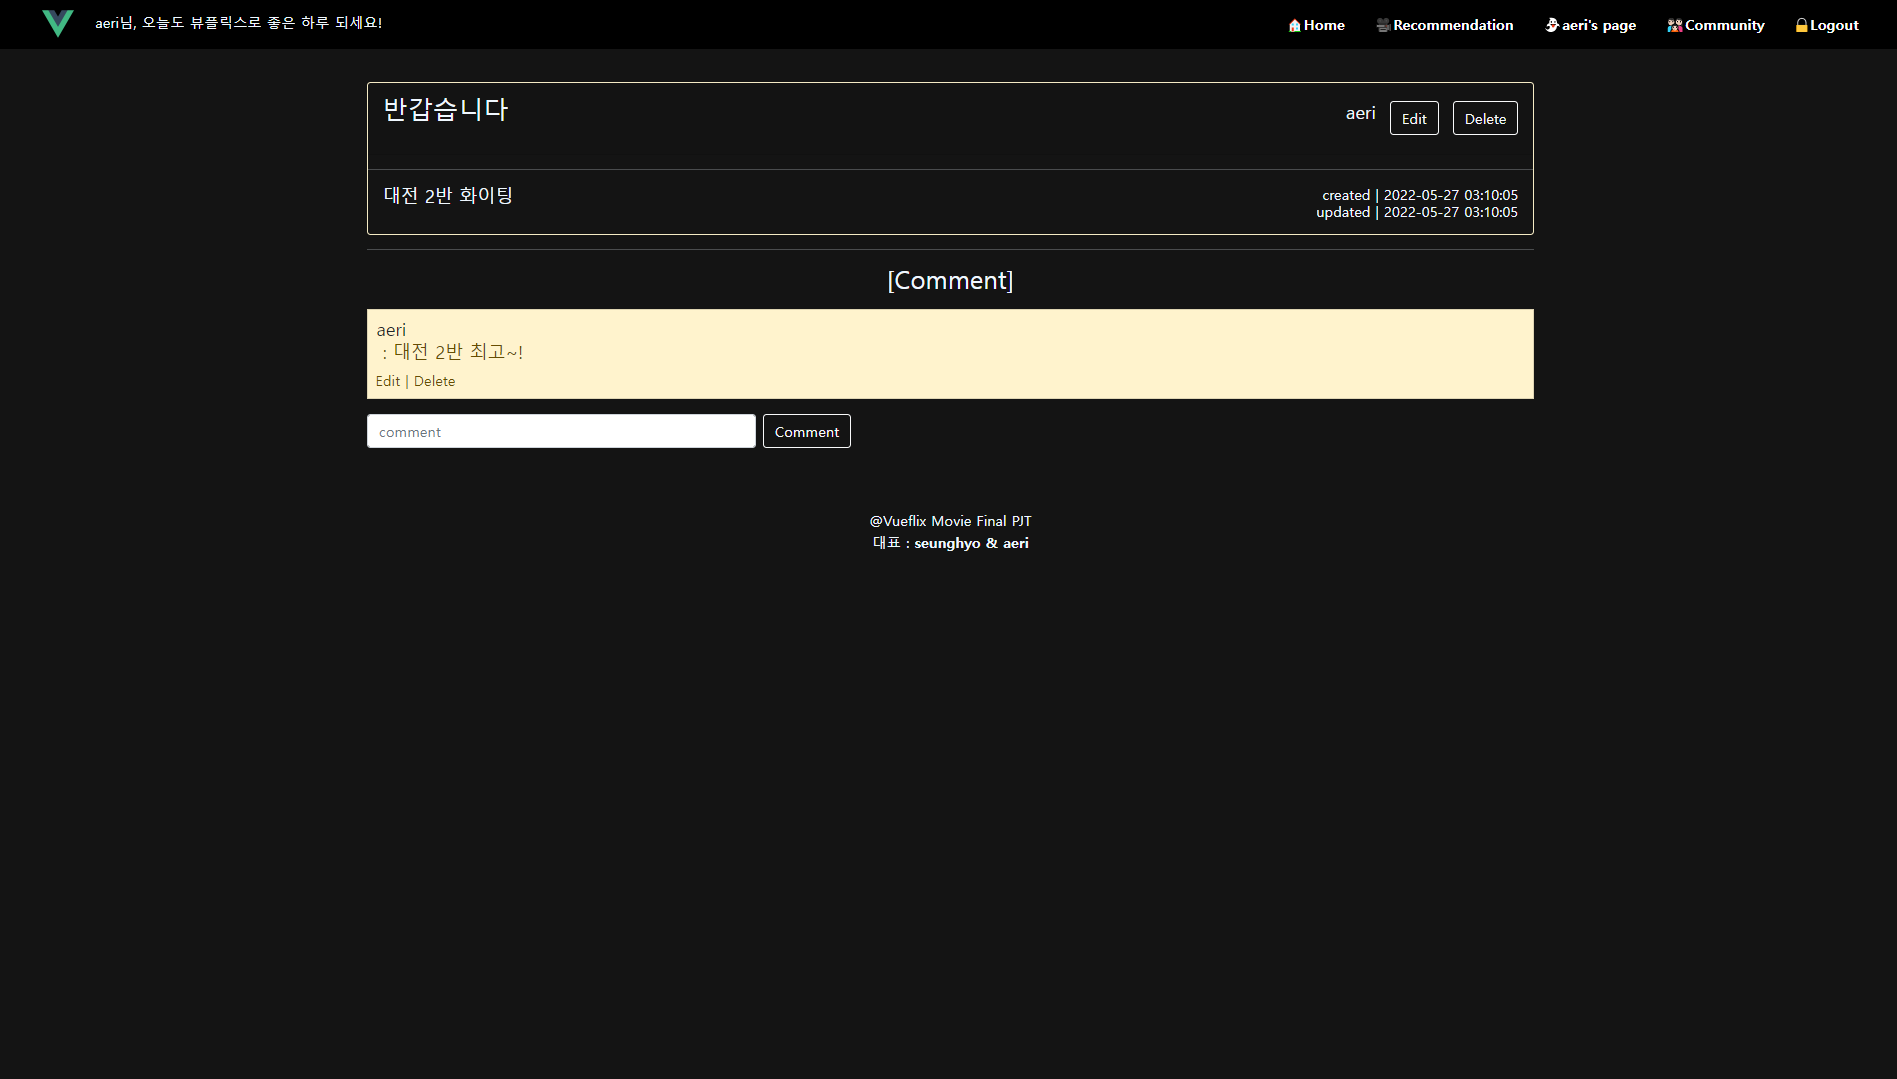 aeri님, 오늘도 뷰플릭스로 좋은 하루 되세요!
Home Recommendation aeri's page Community Logout
반갑습니다 aeri Edit Delete
대전 2반 화이팅 created | 2022-05-27 03:10:05
updated | 2022-05-27 03:10:05
[Comment]
aeri
: 대전 2반 최고~!
Edit | Delete
comment Comment
@Vueflix Movie Final PJT
대표 : seunghyo & aeri